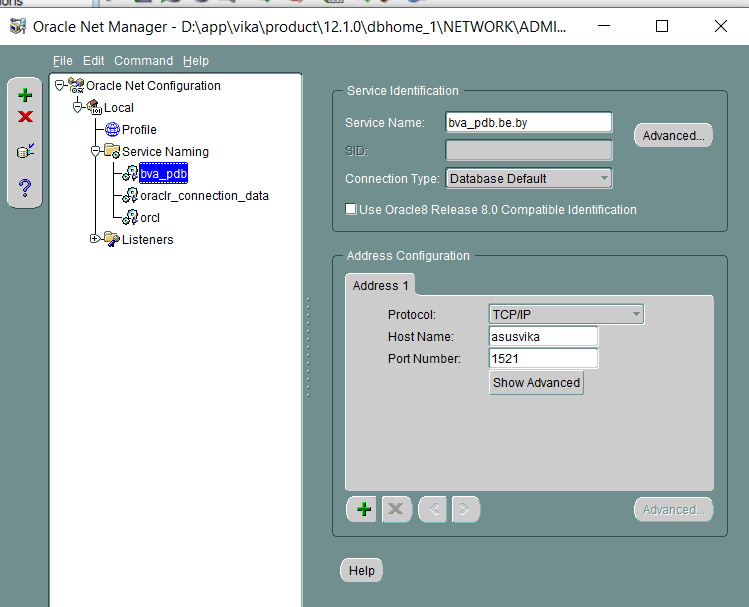 Oracle Net Manager - D:\app\vika\product\12.1.0\dbhome_1\NETWORK\ADMI...
File Edit Command Help
Oracle Net Configuration
Local
Profile
Service Naming
bva_pdb
oraclr_connection_data
orcl
Listeners
Service Identification
Service Name: bva_pdb.be.by
Advanced...
SID:
Connection Type: Database Default
Use Oracle8 Release 8.0 Compatible Identification
Address Configuration
Address 1
Protocol: TCP/IP
Host Name: asusvika
Port Number: 1521
Show Advanced
Advanced...
Help